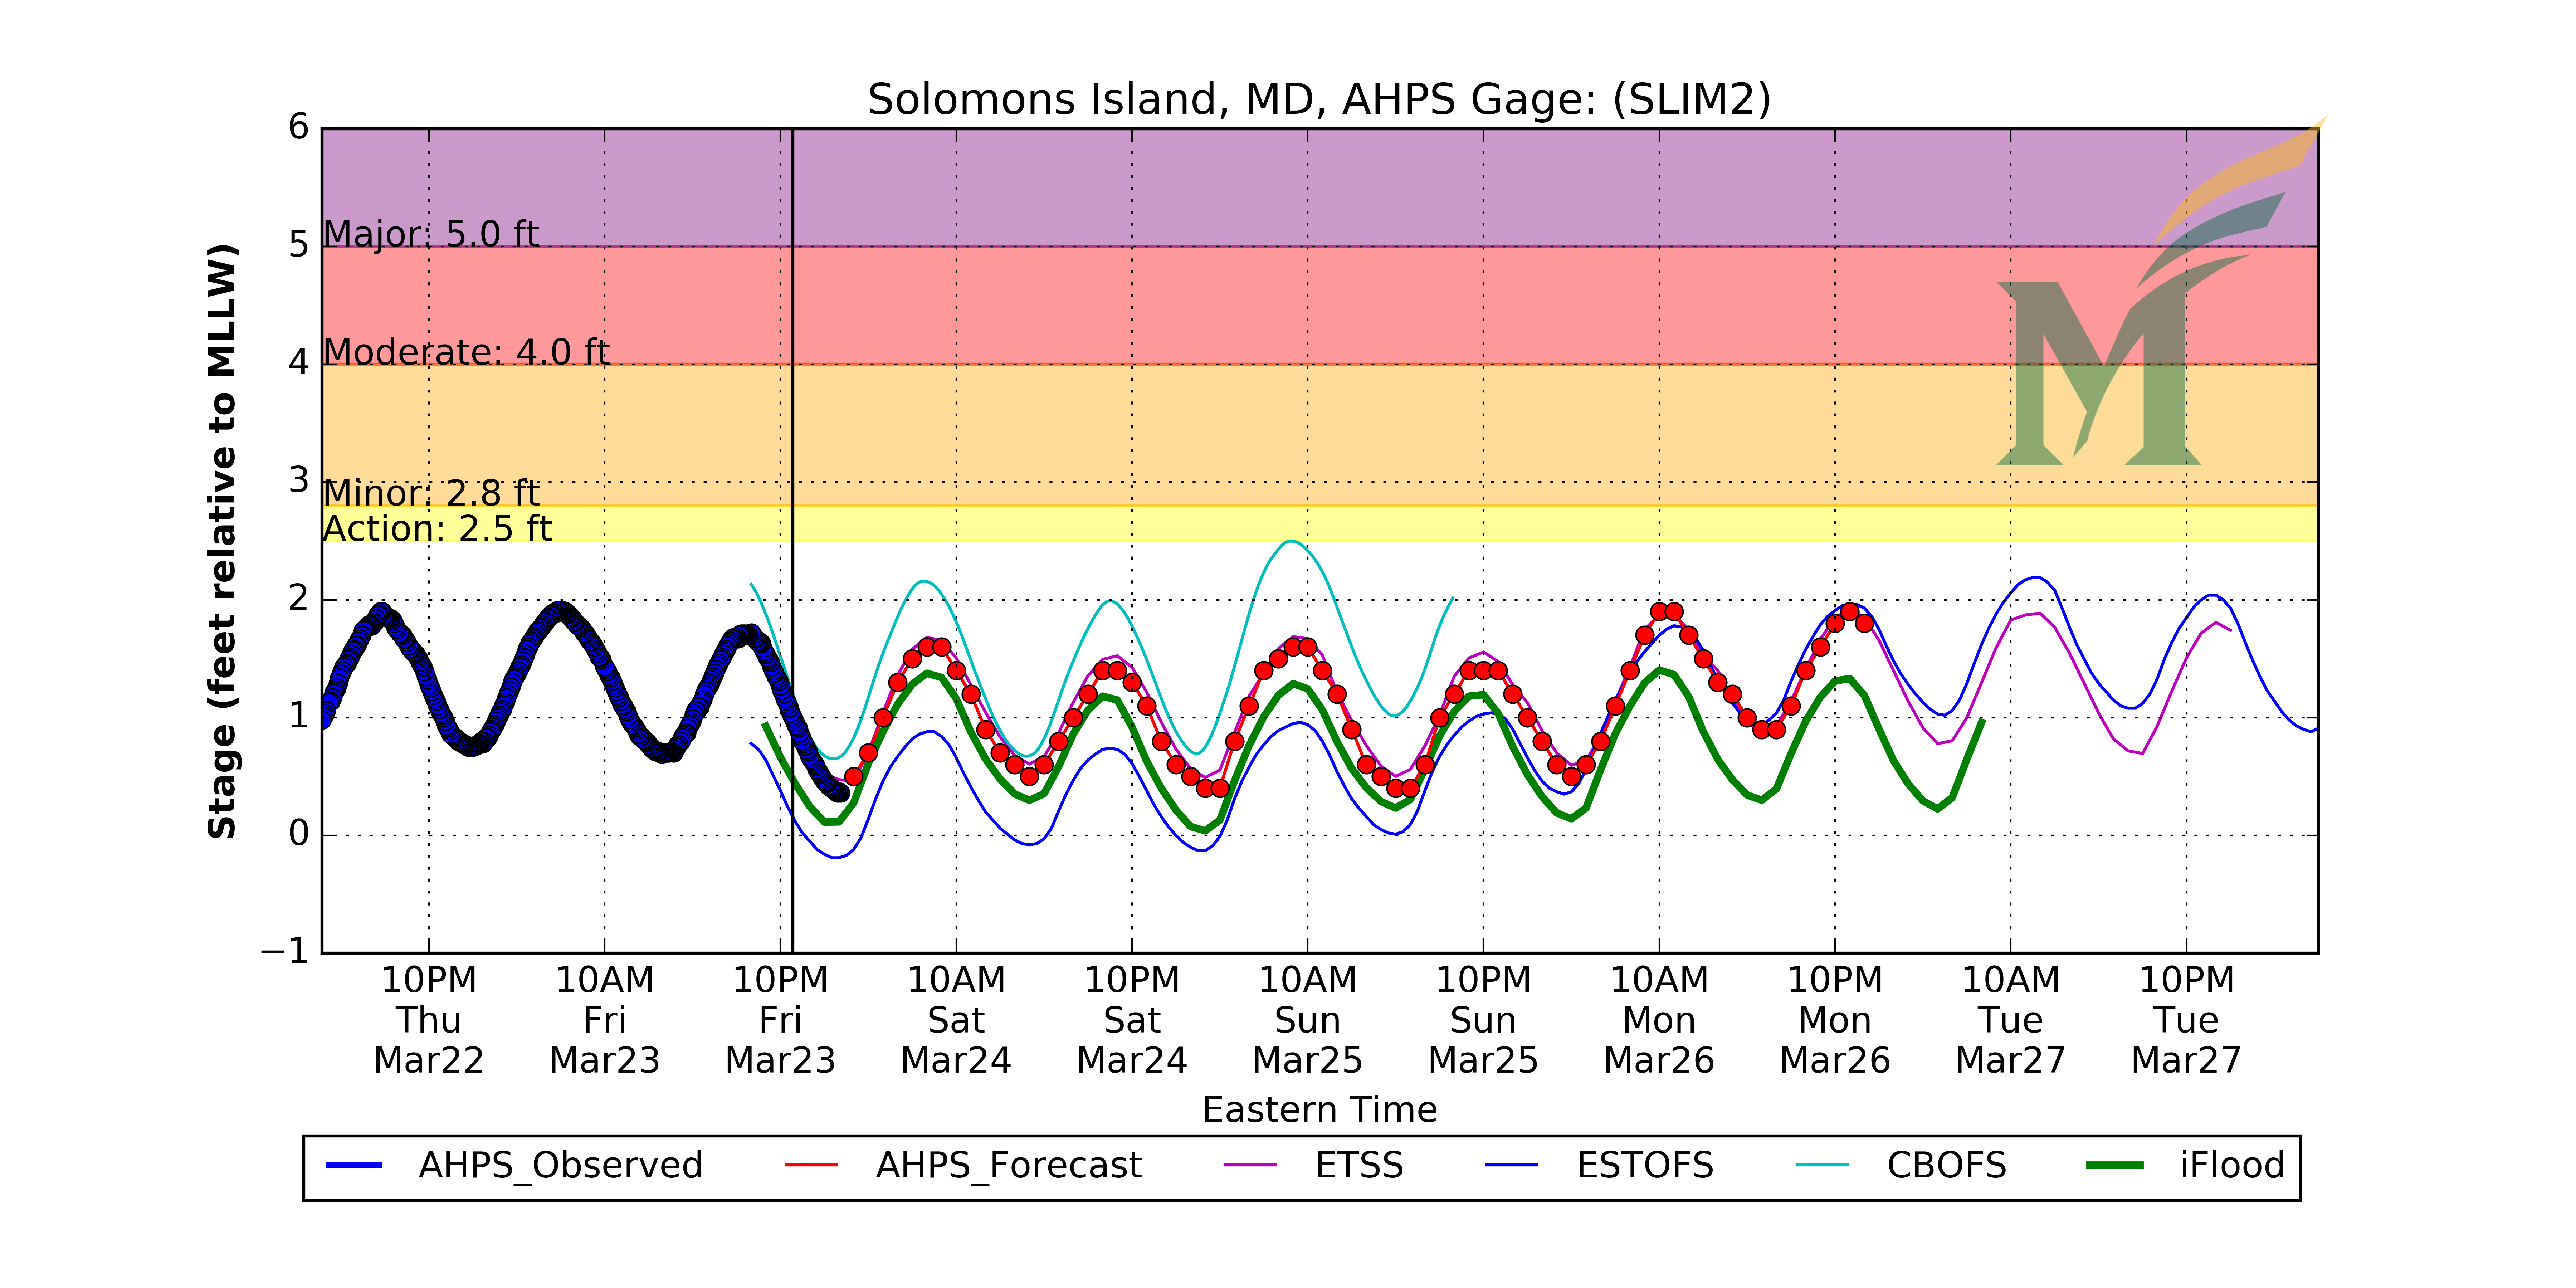 Solomons Island, MD, AHPS Gage: (SLIM2)
Stage (feet relative to MLLW)
6
5
4
3
2
1
0
−1
Major: 5.0 ft
Moderate: 4.0 ft
Minor: 2.8 ft
Action: 2.5 ft
M
10PM 10AM 10PM 10AM 10PM 10AM 10PM 10AM 10PM 10AM 10PM
Thu Fri Fri Sat Sat Sun Sun Mon Mon Tue Tue
Mar22 Mar23 Mar23 Mar24 Mar24 Mar25 Mar25 Mar26 Mar26 Mar27 Mar27
Eastern Time
AHPS_Observed AHPS_Forecast ETSS ESTOFS CBOFS iFlood